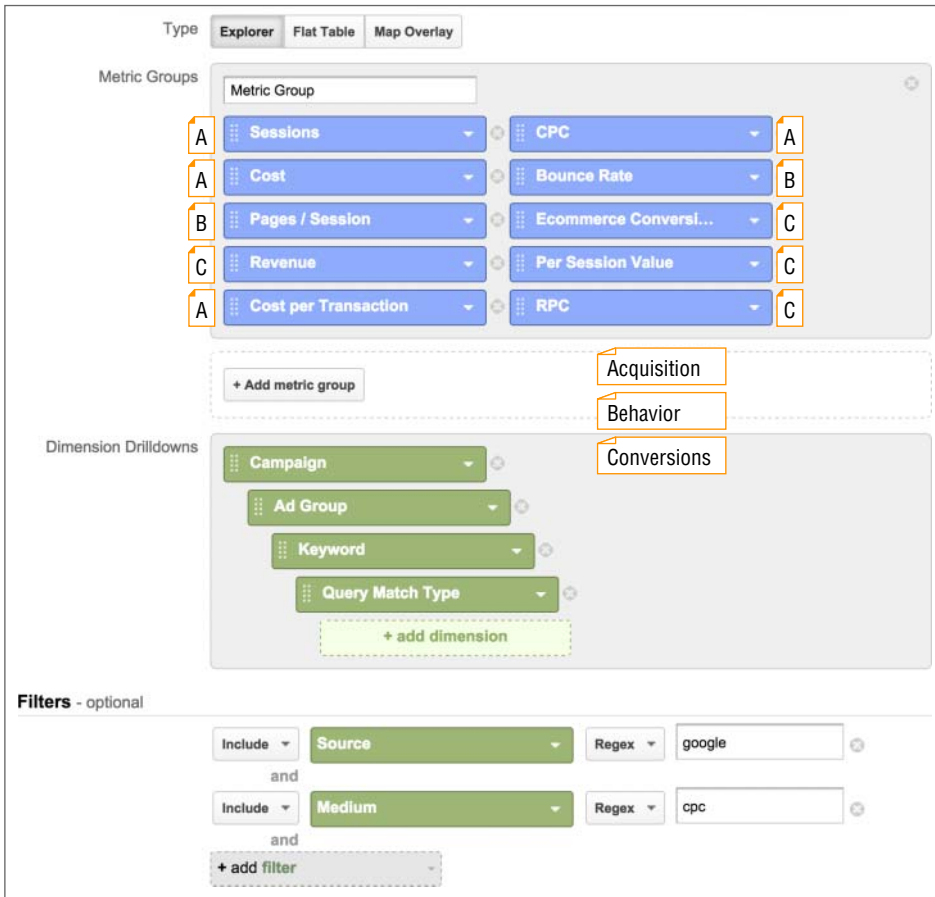 Type Explorer Flat Table Map Overlay
Metric Groups
Metric Group
A Sessions CPC A
A Cost Bounce Rate B
B Pages / Session Ecommerce Conversi... C
C Revenue Per Session Value C
A Cost per Transaction RPC C
Acquisition
+ Add metric group
Behavior
Dimension Drilldowns
Conversions
Campaign
Ad Group
Keyword
Query Match Type
+ add dimension
Filters - optional
Include Source Regex google
and
Include Medium Regex cpc
and
+ add filter